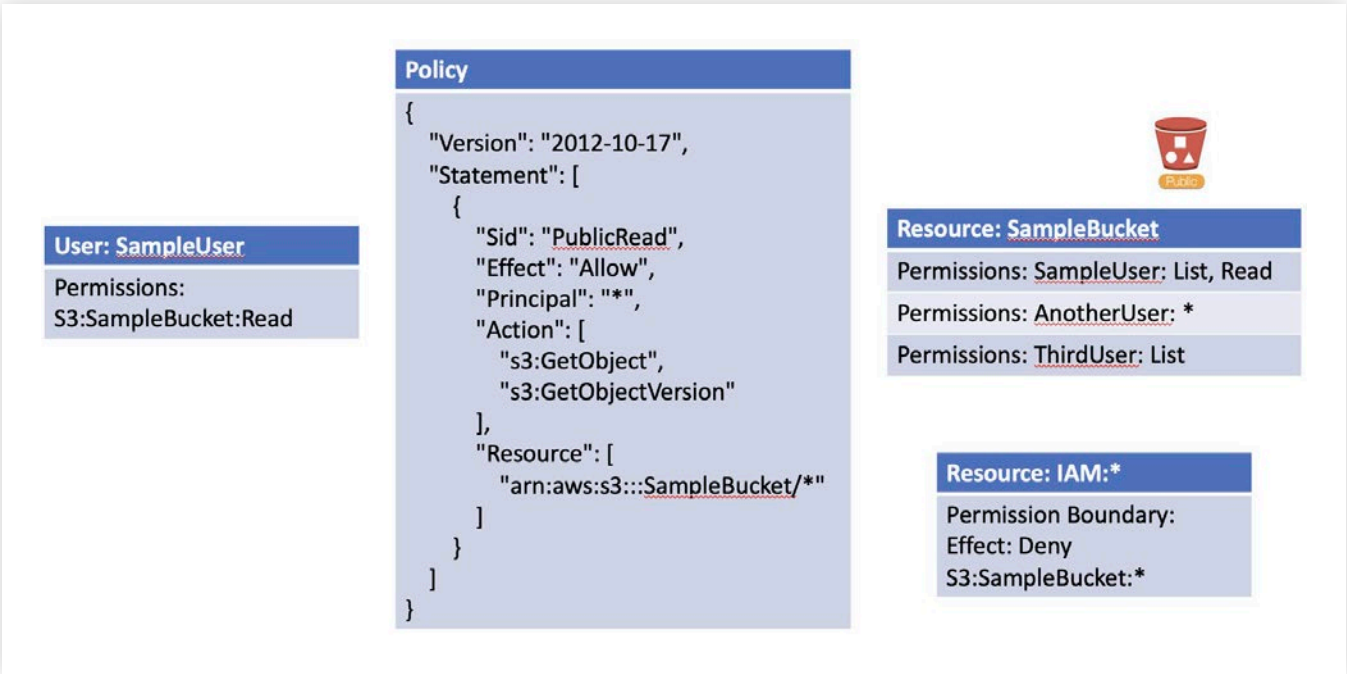 User: SampleUser
Permissions:
S3:SampleBucket:Read
Policy
{
"Version": "2012-10-17",
"Statement": [
{
"Sid": "PublicRead",
"Effect": "Allow",
"Principal": "*",
"Action": [
"s3:GetObject",
"s3:GetObjectVersion"
],
"Resource": [
"arn:aws:s3:::SampleBucket/*"
]
}
]
}
Public
Resource: SampleBucket
Permissions: SampleUser: List, Read
Permissions: AnotherUser: *
Permissions: ThirdUser: List
Resource: IAM:*
Permission Boundary:
Effect: Deny
S3:SampleBucket:*